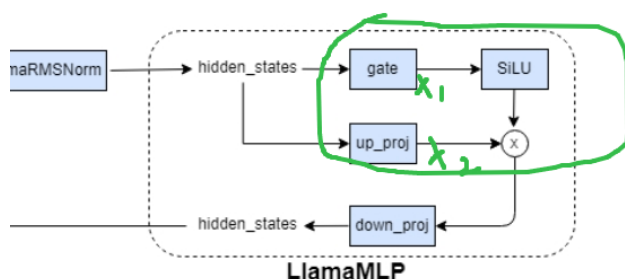 maRMSNorm
hidden_states
gate
x₁
SiLU
up_proj
x₂
X
hidden_states
down_proj
LlamaMLP